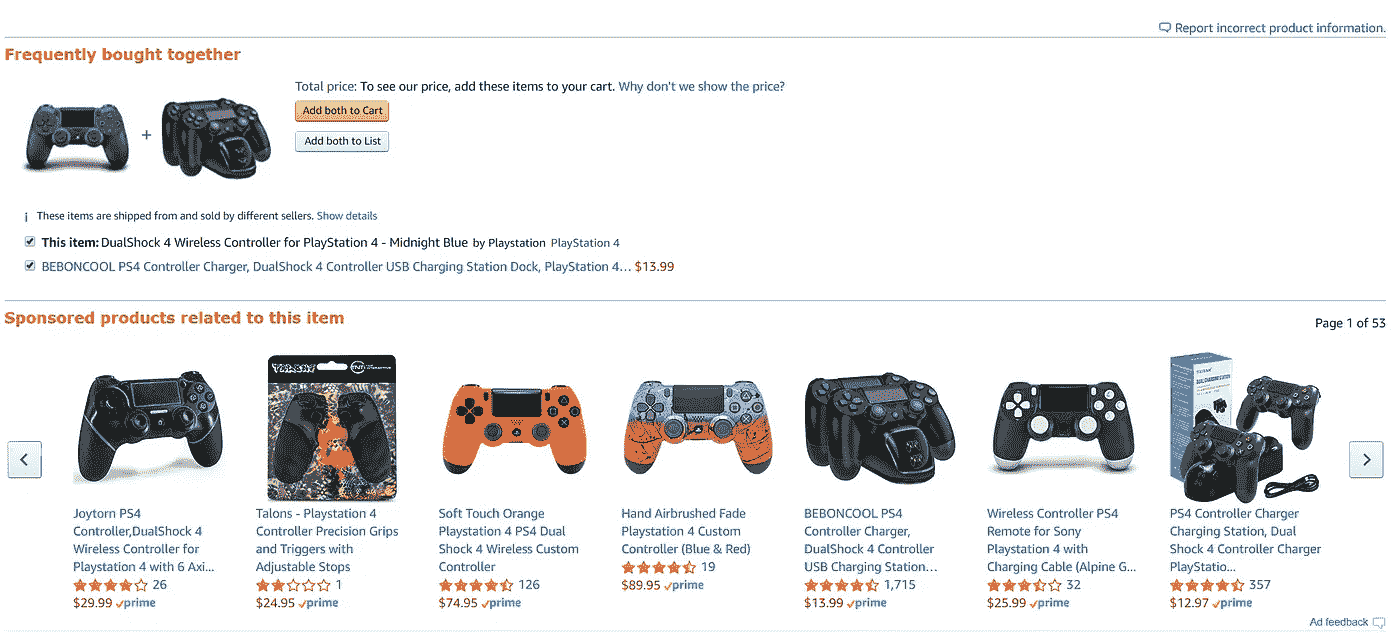 Report incorrect product information.
Frequently bought together
Total price: To see our price, add these items to your cart. Why don't we show the price?
Add both to Cart
+
Add both to List
These items are shipped from and sold by different sellers. Show details
This item: DualShock 4 Wireless Controller for PlayStation 4 - Midnight Blue by Playstation PlayStation 4
BEBONCOOL PS4 Controller Charger, DualShock 4 Controller USB Charging Station Dock, PlayStation 4... $13.99
Sponsored products related to this item
Page 1 of 53
Joytorn PS4
Controller,DualShock 4
Wireless Controller for
Playstation 4 with 6 Axi...
26
$29.99 prime
TALONS
Talons - Playstation 4
Controller Precision Grips
and Triggers with
Adjustable Stops
1
$24.95 prime
Soft Touch Orange
Playstation 4 PS4 Dual
Shock 4 Wireless Custom
Controller
126
$74.95 prime
Hand Airbrushed Fade
Playstation 4 Custom
Controller (Blue & Red)
19
$89.95 prime
BEBONCOOL PS4
Controller Charger,
DualShock 4 Controller
USB Charging Station...
1,715
$13.99 prime
Wireless Controller PS4
Remote for Sony
Playstation 4 with
Charging Cable (Alpine G...
32
$25.99 prime
PS4 Controller Charger
Charging Station, Dual
Shock 4 Controller Charger
PlayStatio...
357
$12.97 prime
Ad feedback